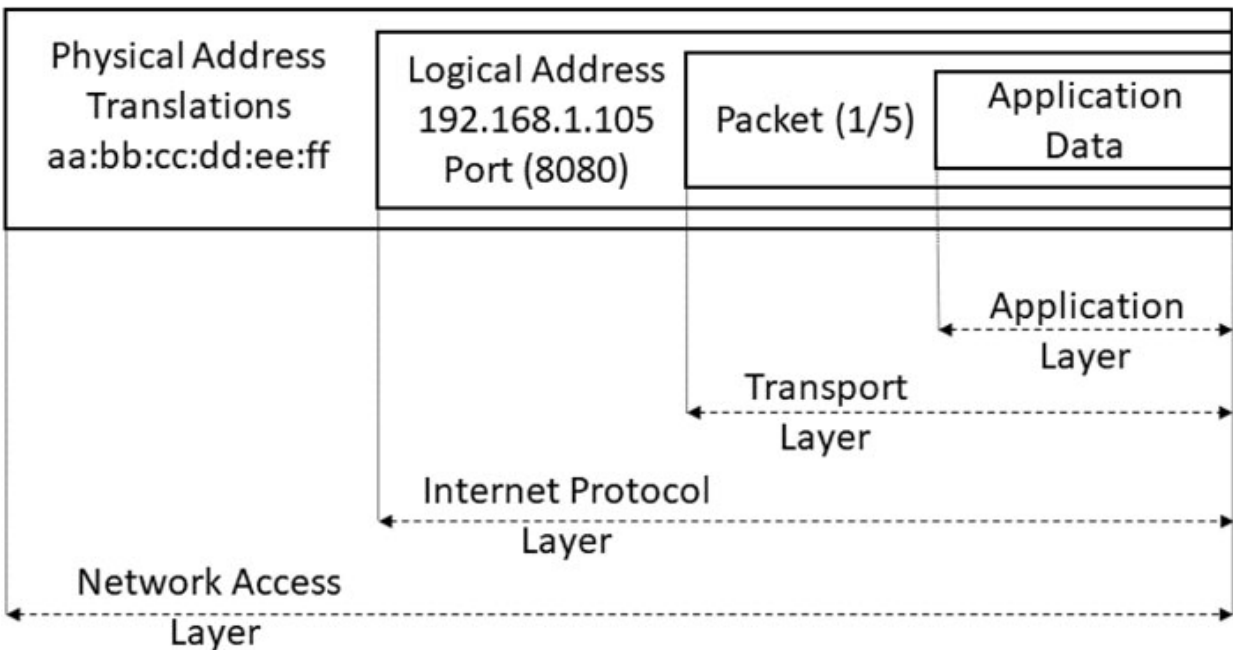 Physical Address
Translations
aa:bb:cc:dd:ee:ff
Logical Address
192.168.1.105
Port (8080)
Packet (1/5)
Application
Data
Application
Layer
Transport
Layer
Internet Protocol
Layer
Network Access
Layer